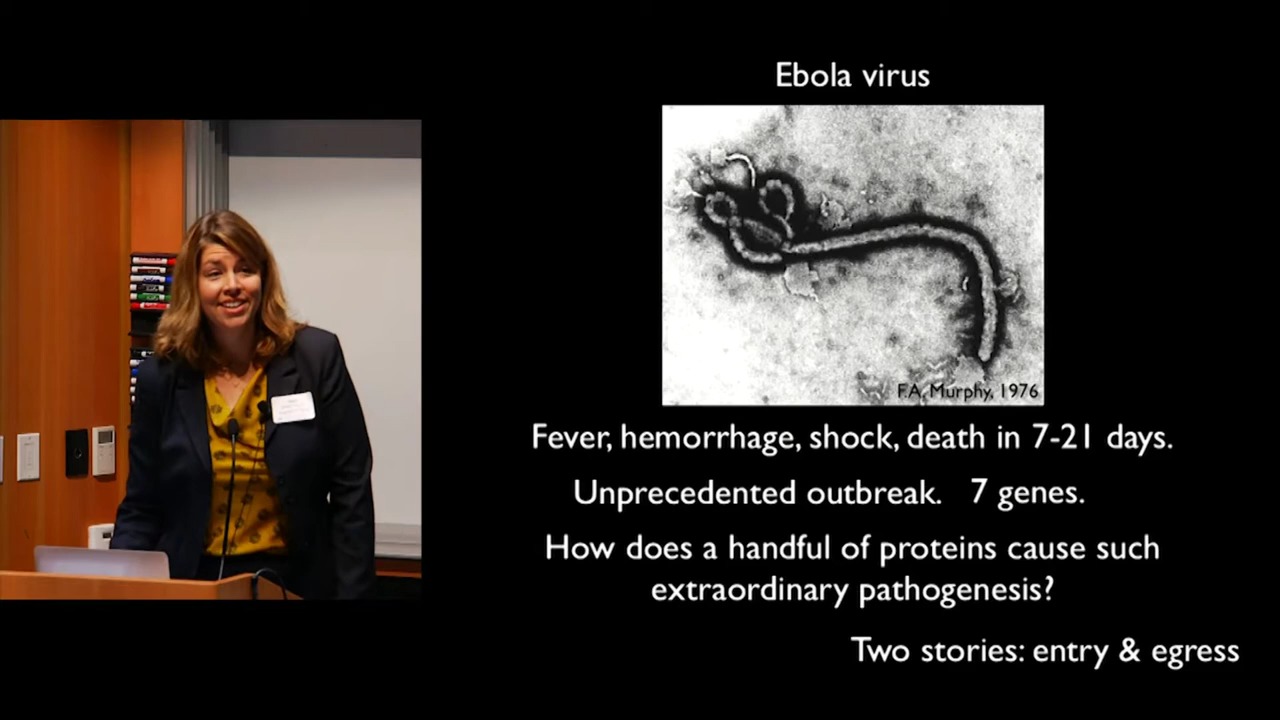 Ebola virus
F.A. Murphy, 1976
Fever, hemorrhage, shock, death in 7-21 days.
Unprecedented outbreak. 7 genes.
How does a handful of proteins cause such
extraordinary pathogenesis?
Two stories: entry & egress